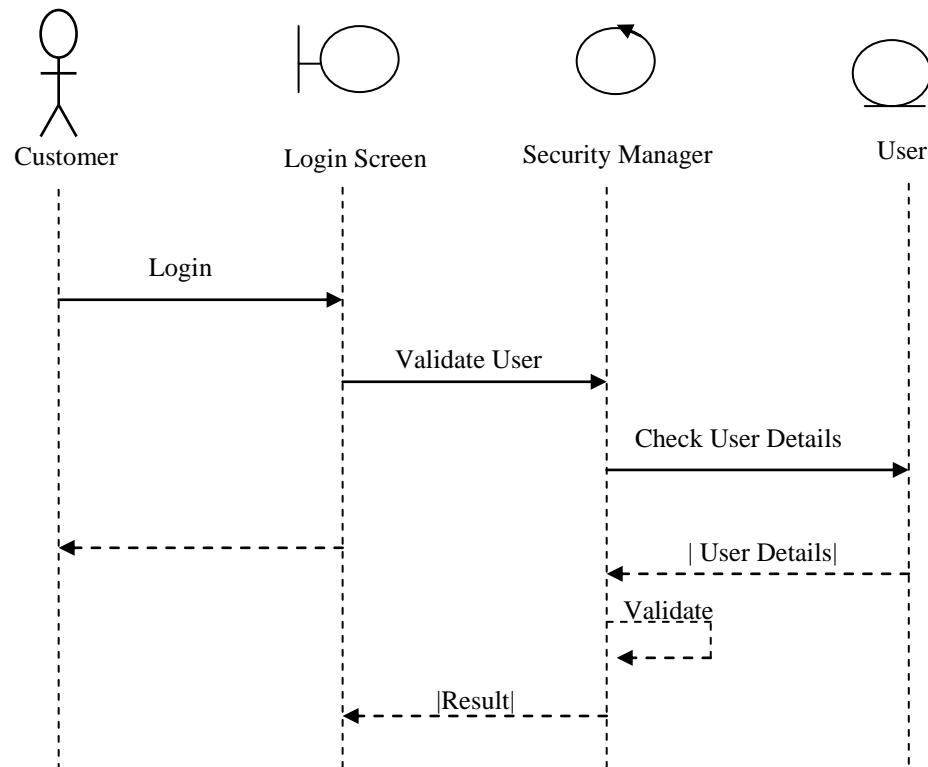 Customer
Login Screen
Security Manager
User
Login
Validate User
Check User Details
| User Details|
Validate
|Result|